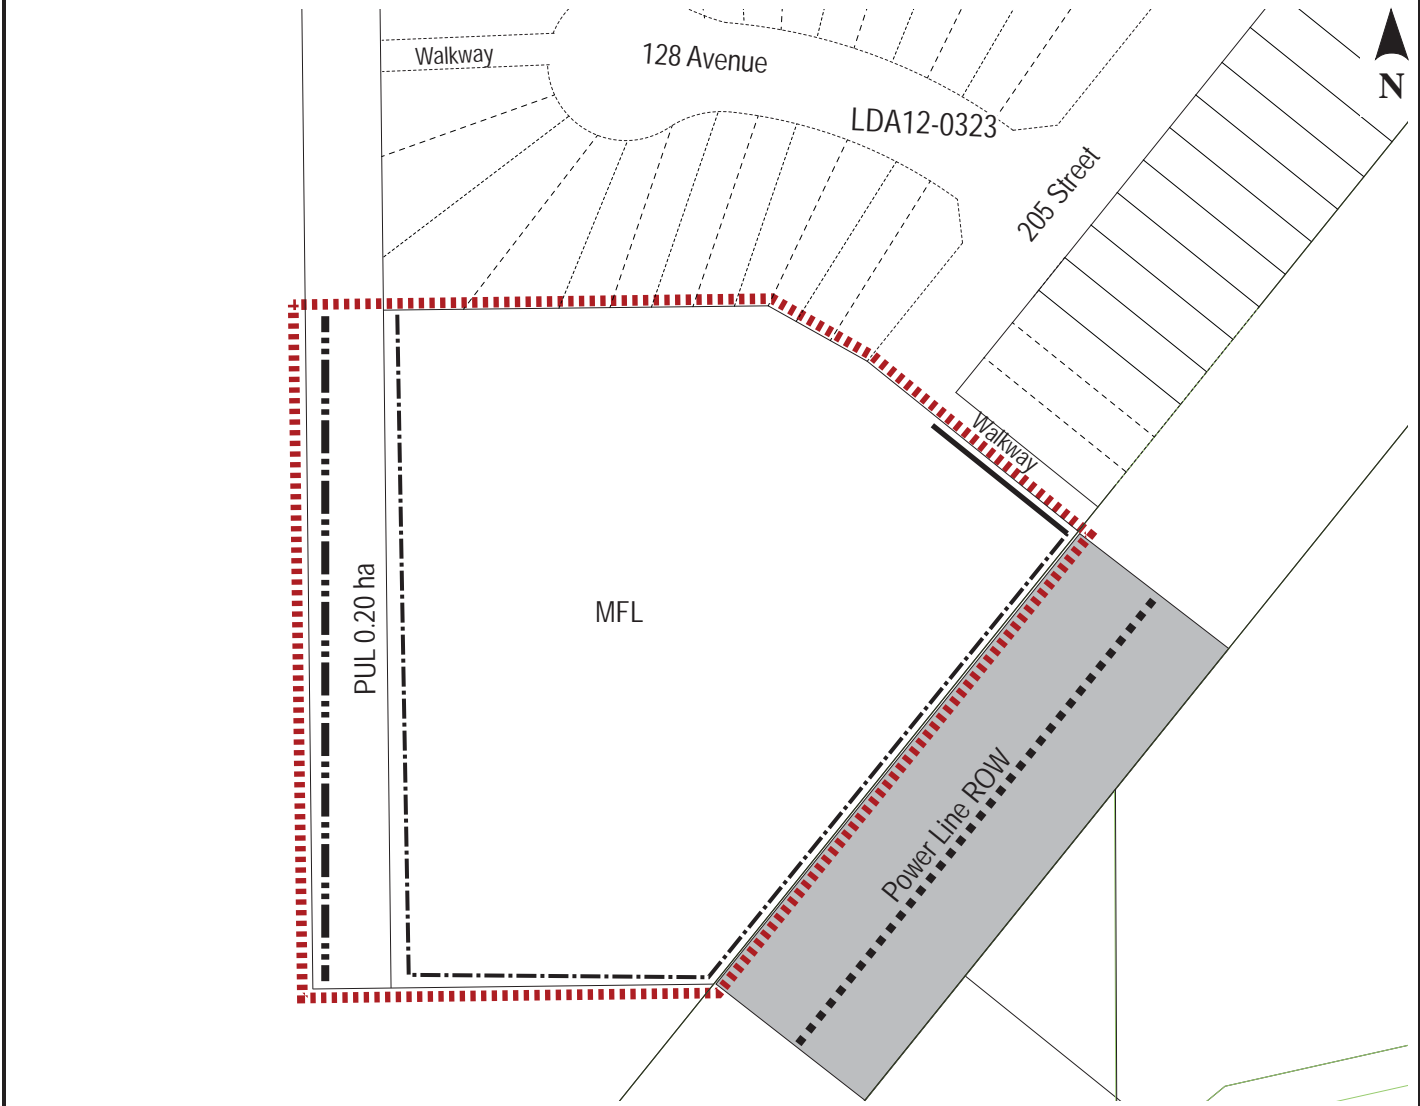 Walkway
128 Avenue
N
LDA12-0323
205 Street
Walkway
PUL 0.20 ha
MFL
Power Line ROW